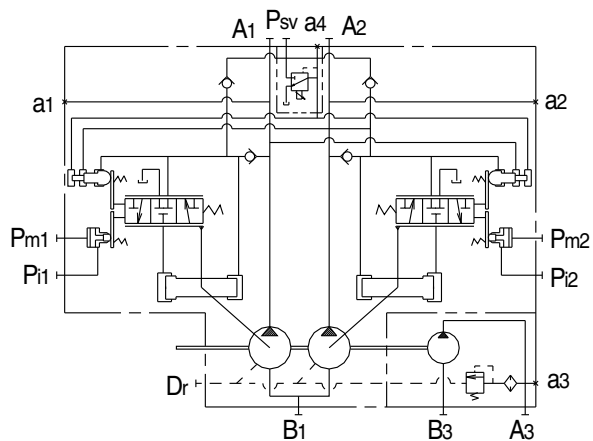 A1 Psv a4 A2
a1 a2
Pm1 Pm2
Pi1 Pi2
Dr a3
B1 B3 A3